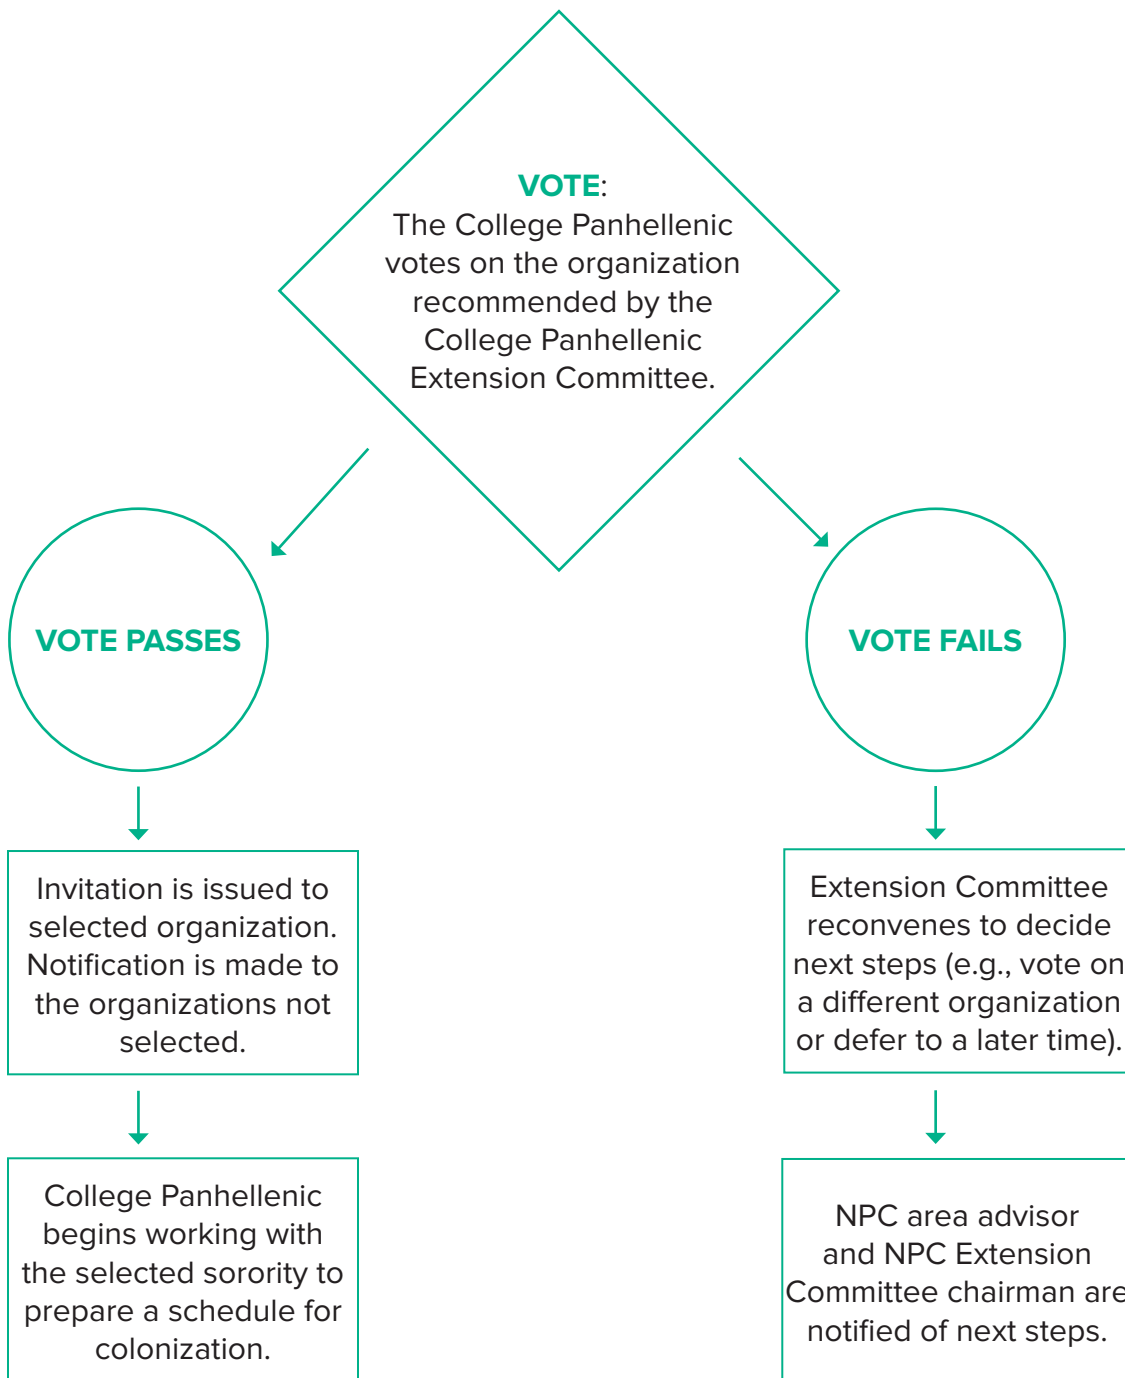 VOTE:
The College Panhellenic
votes on the organization
recommended by the
College Panhellenic
Extension Committee.
VOTE PASSES
VOTE FAILS
Invitation is issued to
selected organization.
Notification is made to
the organizations not
selected.
Extension Committee
reconvenes to decide
next steps (e.g., vote on
a different organization
or defer to a later time).
College Panhellenic
begins working with
the selected sorority to
prepare a schedule for
colonization.
NPC area advisor
and NPC Extension
Committee chairman are
notified of next steps.